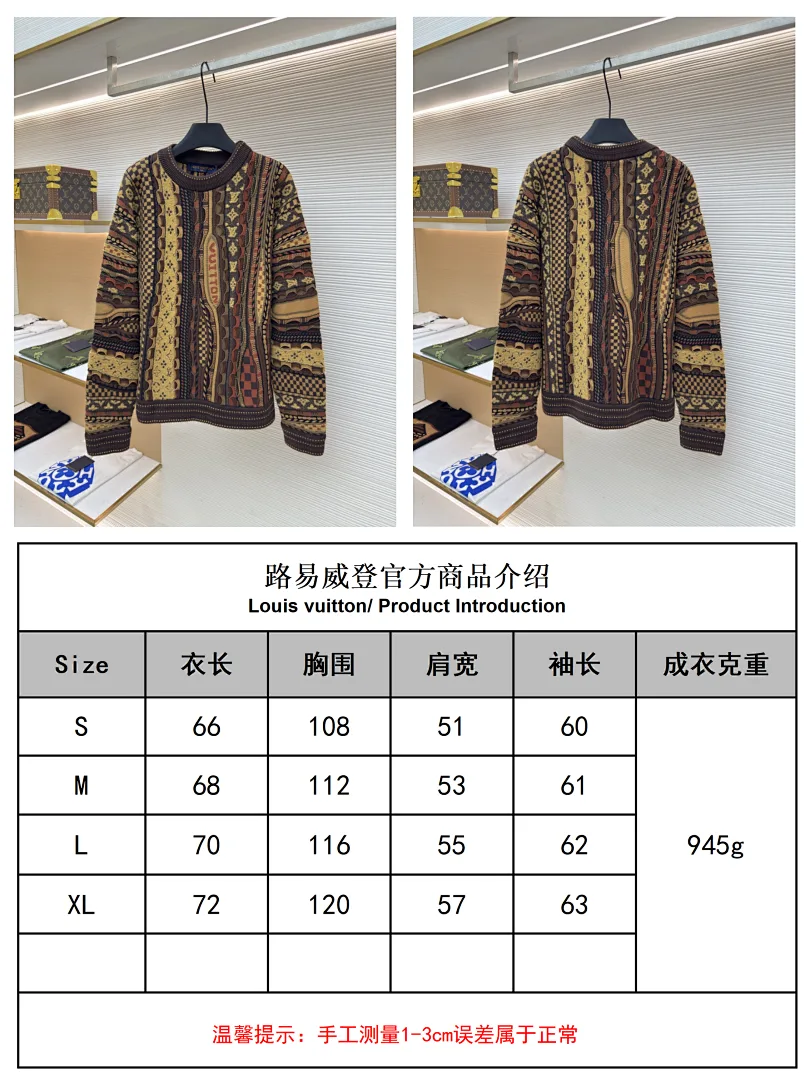 VUITTON
路易威登官方商品介绍
Louis vuitton/ Product Introduction
Size 衣长 胸围 肩宽 袖长 成衣克重
S 66 108 51 60
M 68 112 53 61
L 70 116 55 62
945g
XL 72 120 57 63
温馨提示：手工测量1-3cm误差属于正常